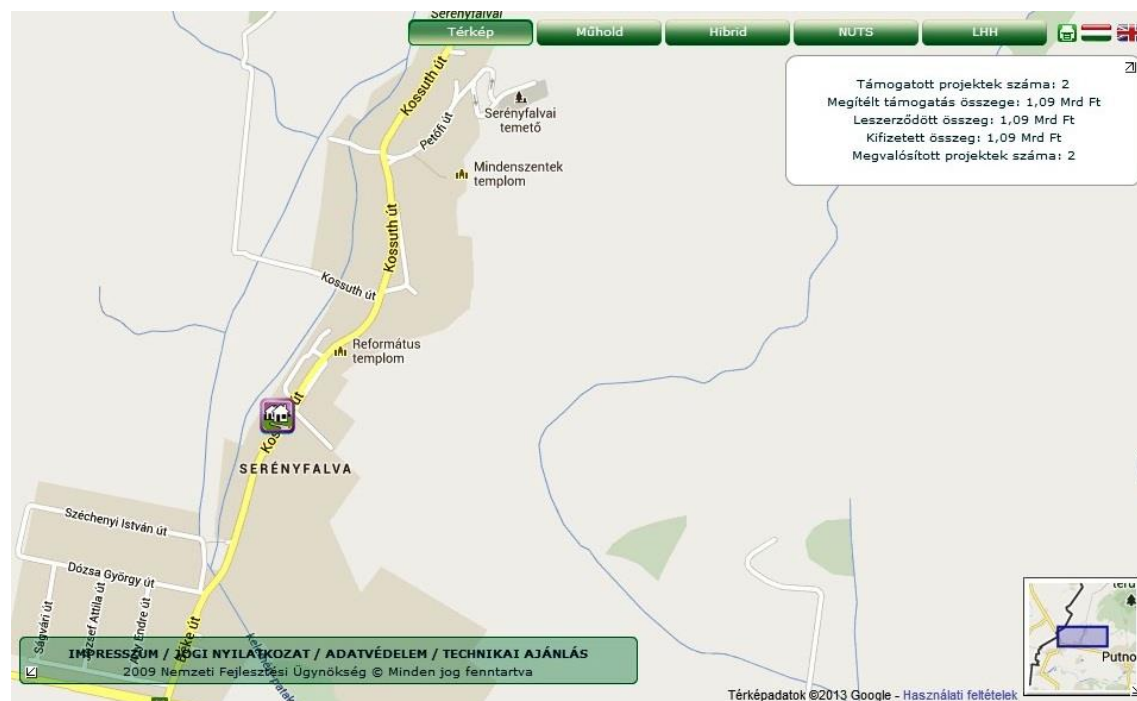 Serényfalvai
Térkép
Műhold
Hibrid
NUTS
LHH
Támogatott projektek száma: 2
Megítélt támogatás összege: 1,09 Mrd Ft
Leszerződött összeg: 1,09 Mrd Ft
Kifizetett összeg: 1,09 Mrd Ft
Megvalósított projektek száma: 2
Kossuth út
Petőfi út
Serényfalvai
temető
Mindenszentek
templom
Kossuth út
Kossuth út
Református
templom
SERÉNYFALVA
Széchenyi István út
Dózsa György út
Ságvári út
József Attila út
Endre út
Béke út
IMPRESSZUM / JOGI NYILATKOZAT / ADATVÉDELEM / TECHNIKAI AJÁNLÁS
2009 Nemzeti Fejlesztési Ügynökség © Minden jog fenntartva
Putno
Térképadatok ©2013 Google - Használati feltételek